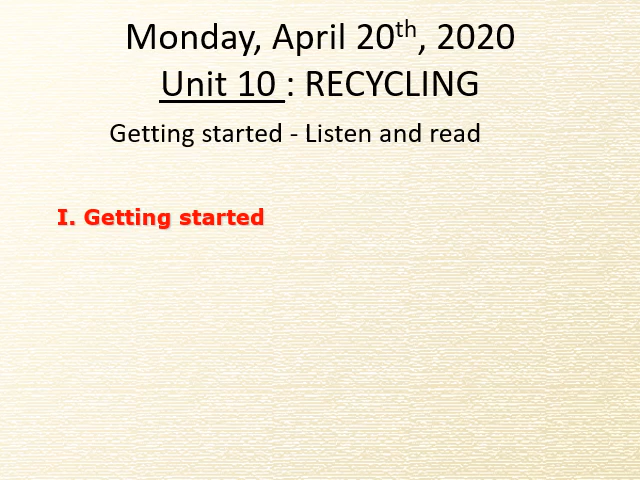 Monday, April 20th, 2020
Unit 10 : RECYCLING
Getting started - Listen and read
I. Getting started